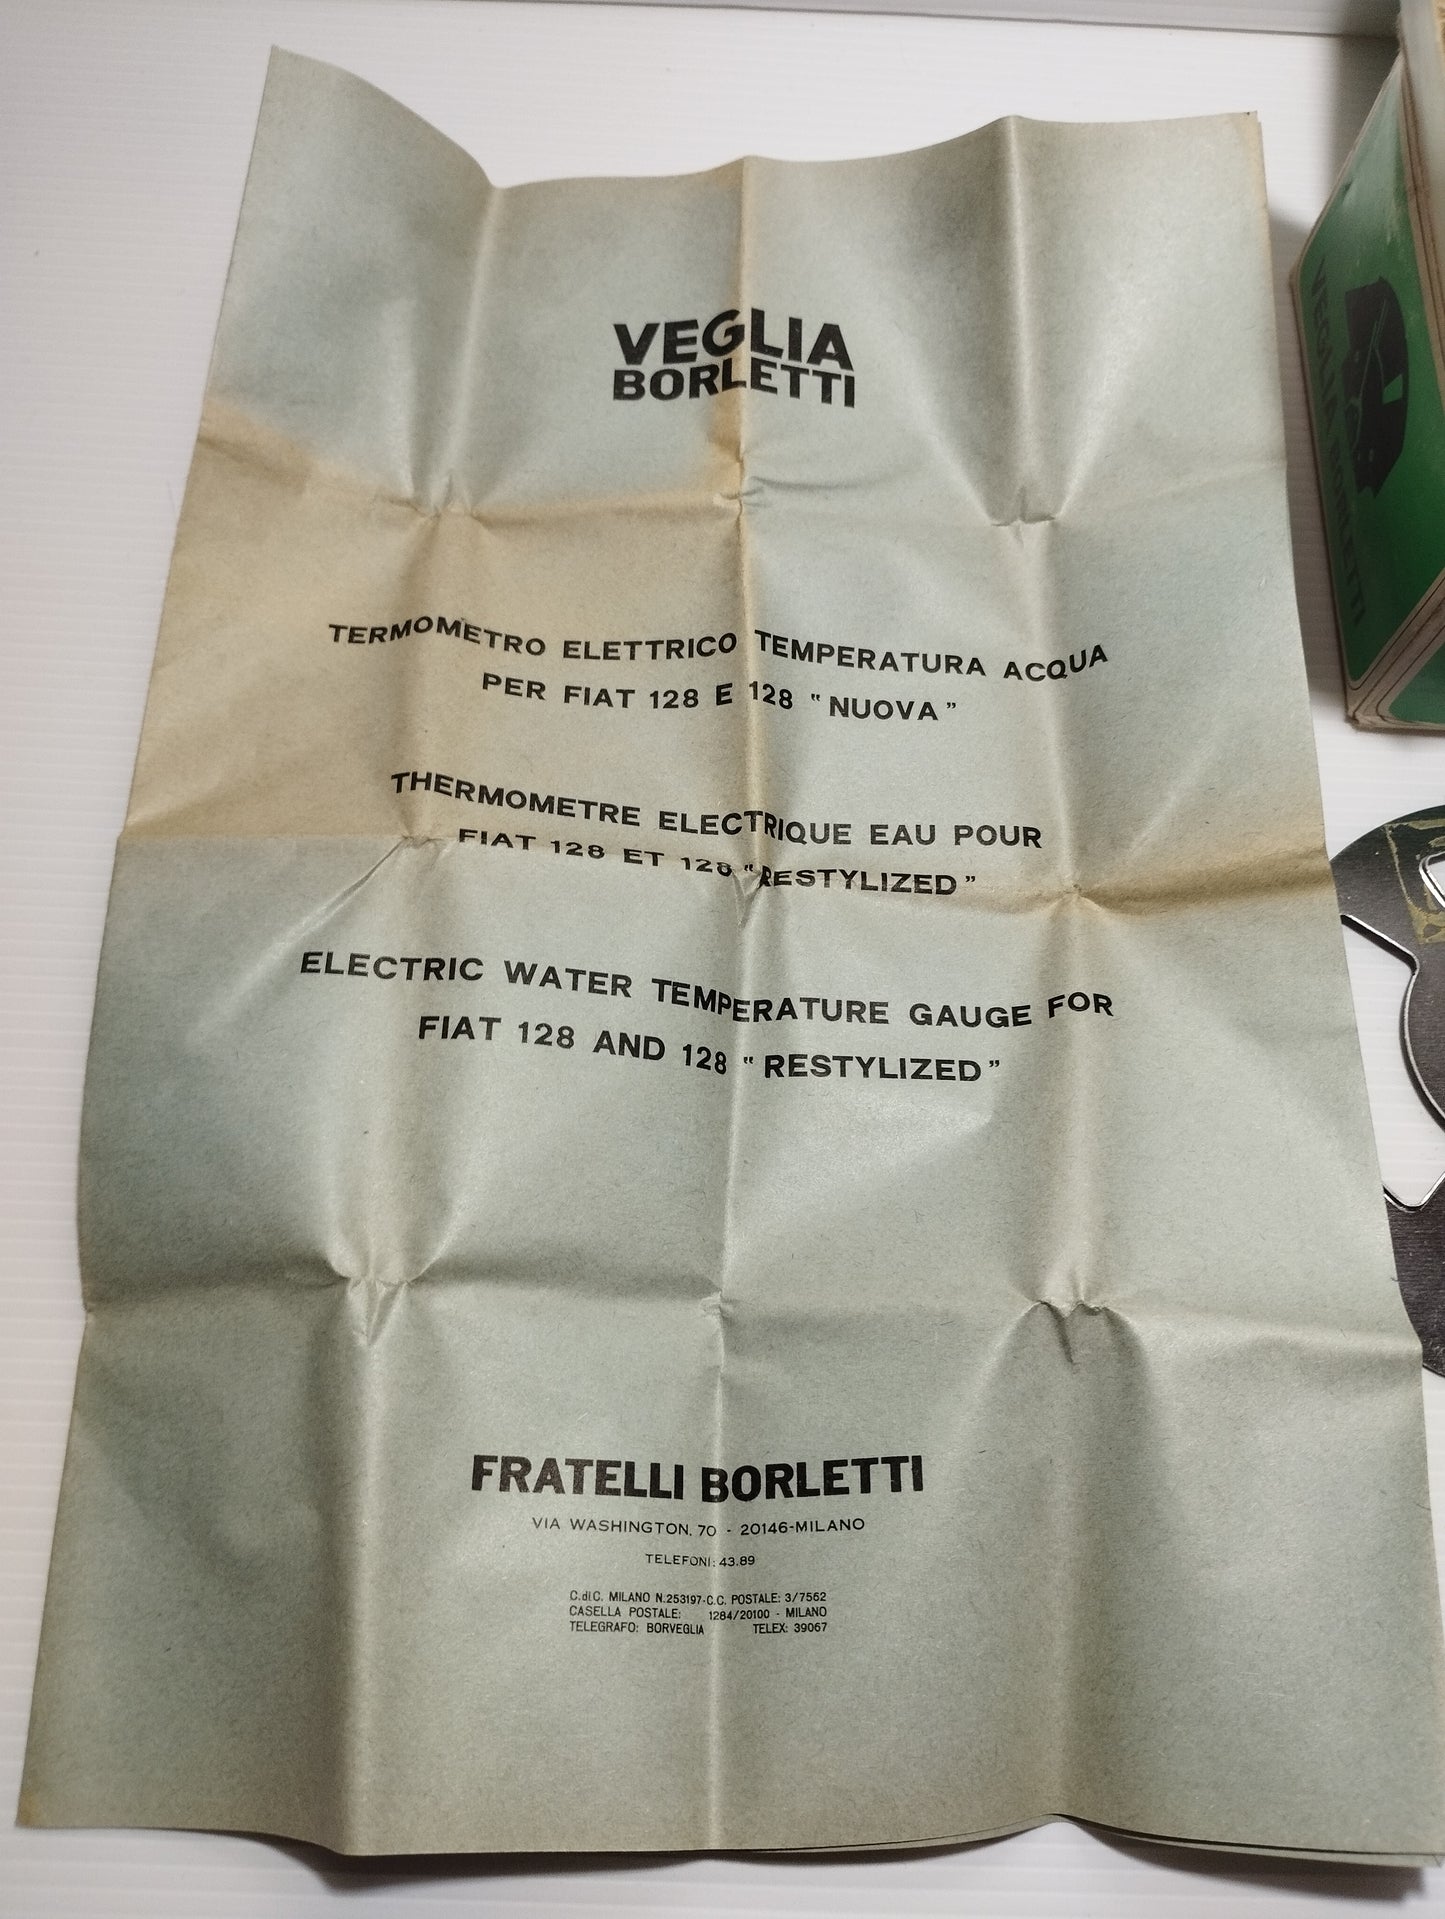 VEGLIA
BORLETTI
TERMOMETRO ELETTRICO TEMPERATURA ACQUA
PER FIAT 128 E 128 “NUOVA”
THERMOMETRE ELECTRIQUE EAU POUR
FIAT 128 ET 128 “RESTYLIZED”
ELECTRIC WATER TEMPERATURE GAUGE FOR
FIAT 128 AND 128 “RESTYLIZED”
FRATELLI BORLETTI
VIA WASHINGTON, 70 - 20146-MILANO
TELEFONI: 43.89
C.diC. MILANO N.253197-C.C. POSTALE: 3/7562
CASELLA POSTALE: 1284/20100 - MILANO
TELEGRAFO: BORVEGLIA TELEX: 39067
VEGLIA BORLETTI